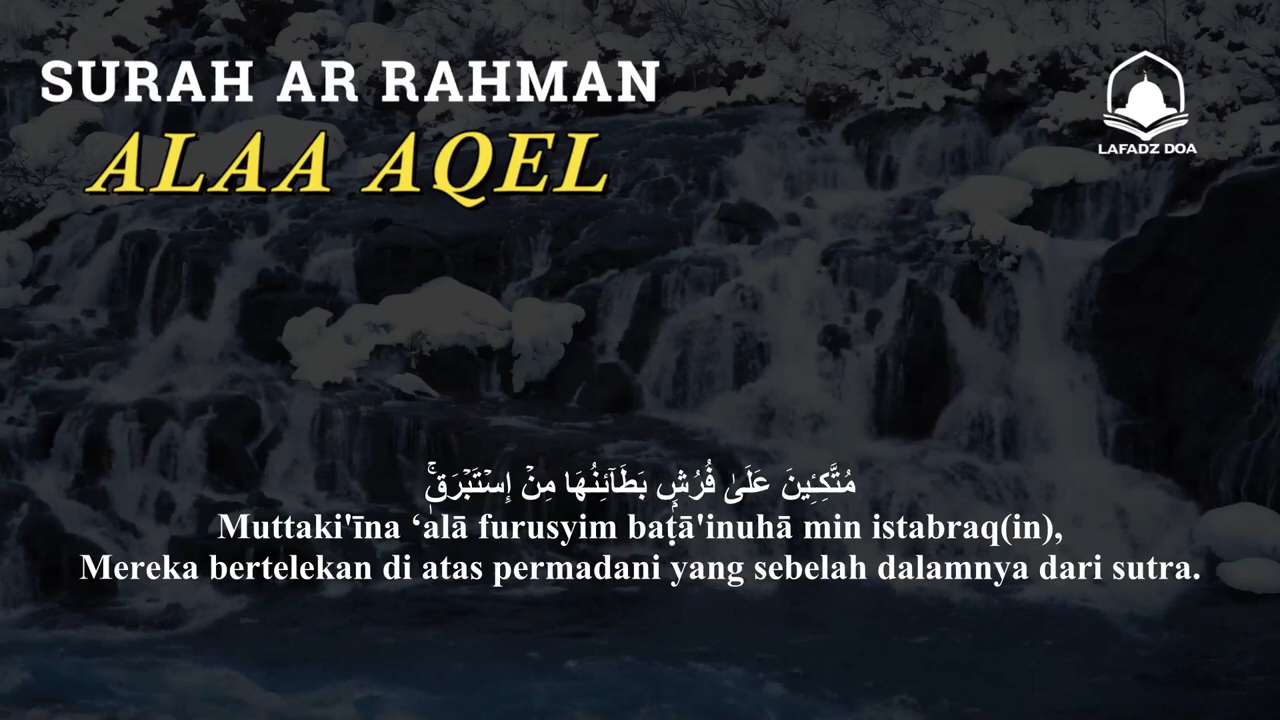 SURAH AR RAHMAN
ALAA AQEL
LAFADZ DOA
مُتَّكِـِٔينَ عَلَىٰ فُرُشٍۭ بَطَآئِنُهَا مِنْ إِسْتَبْرَقٍۚ
Muttaki'īna ‘alā furusyim baṭā'inuhā min istabraq(in),
Mereka bertelekan di atas permadani yang sebelah dalamnya dari sutra.